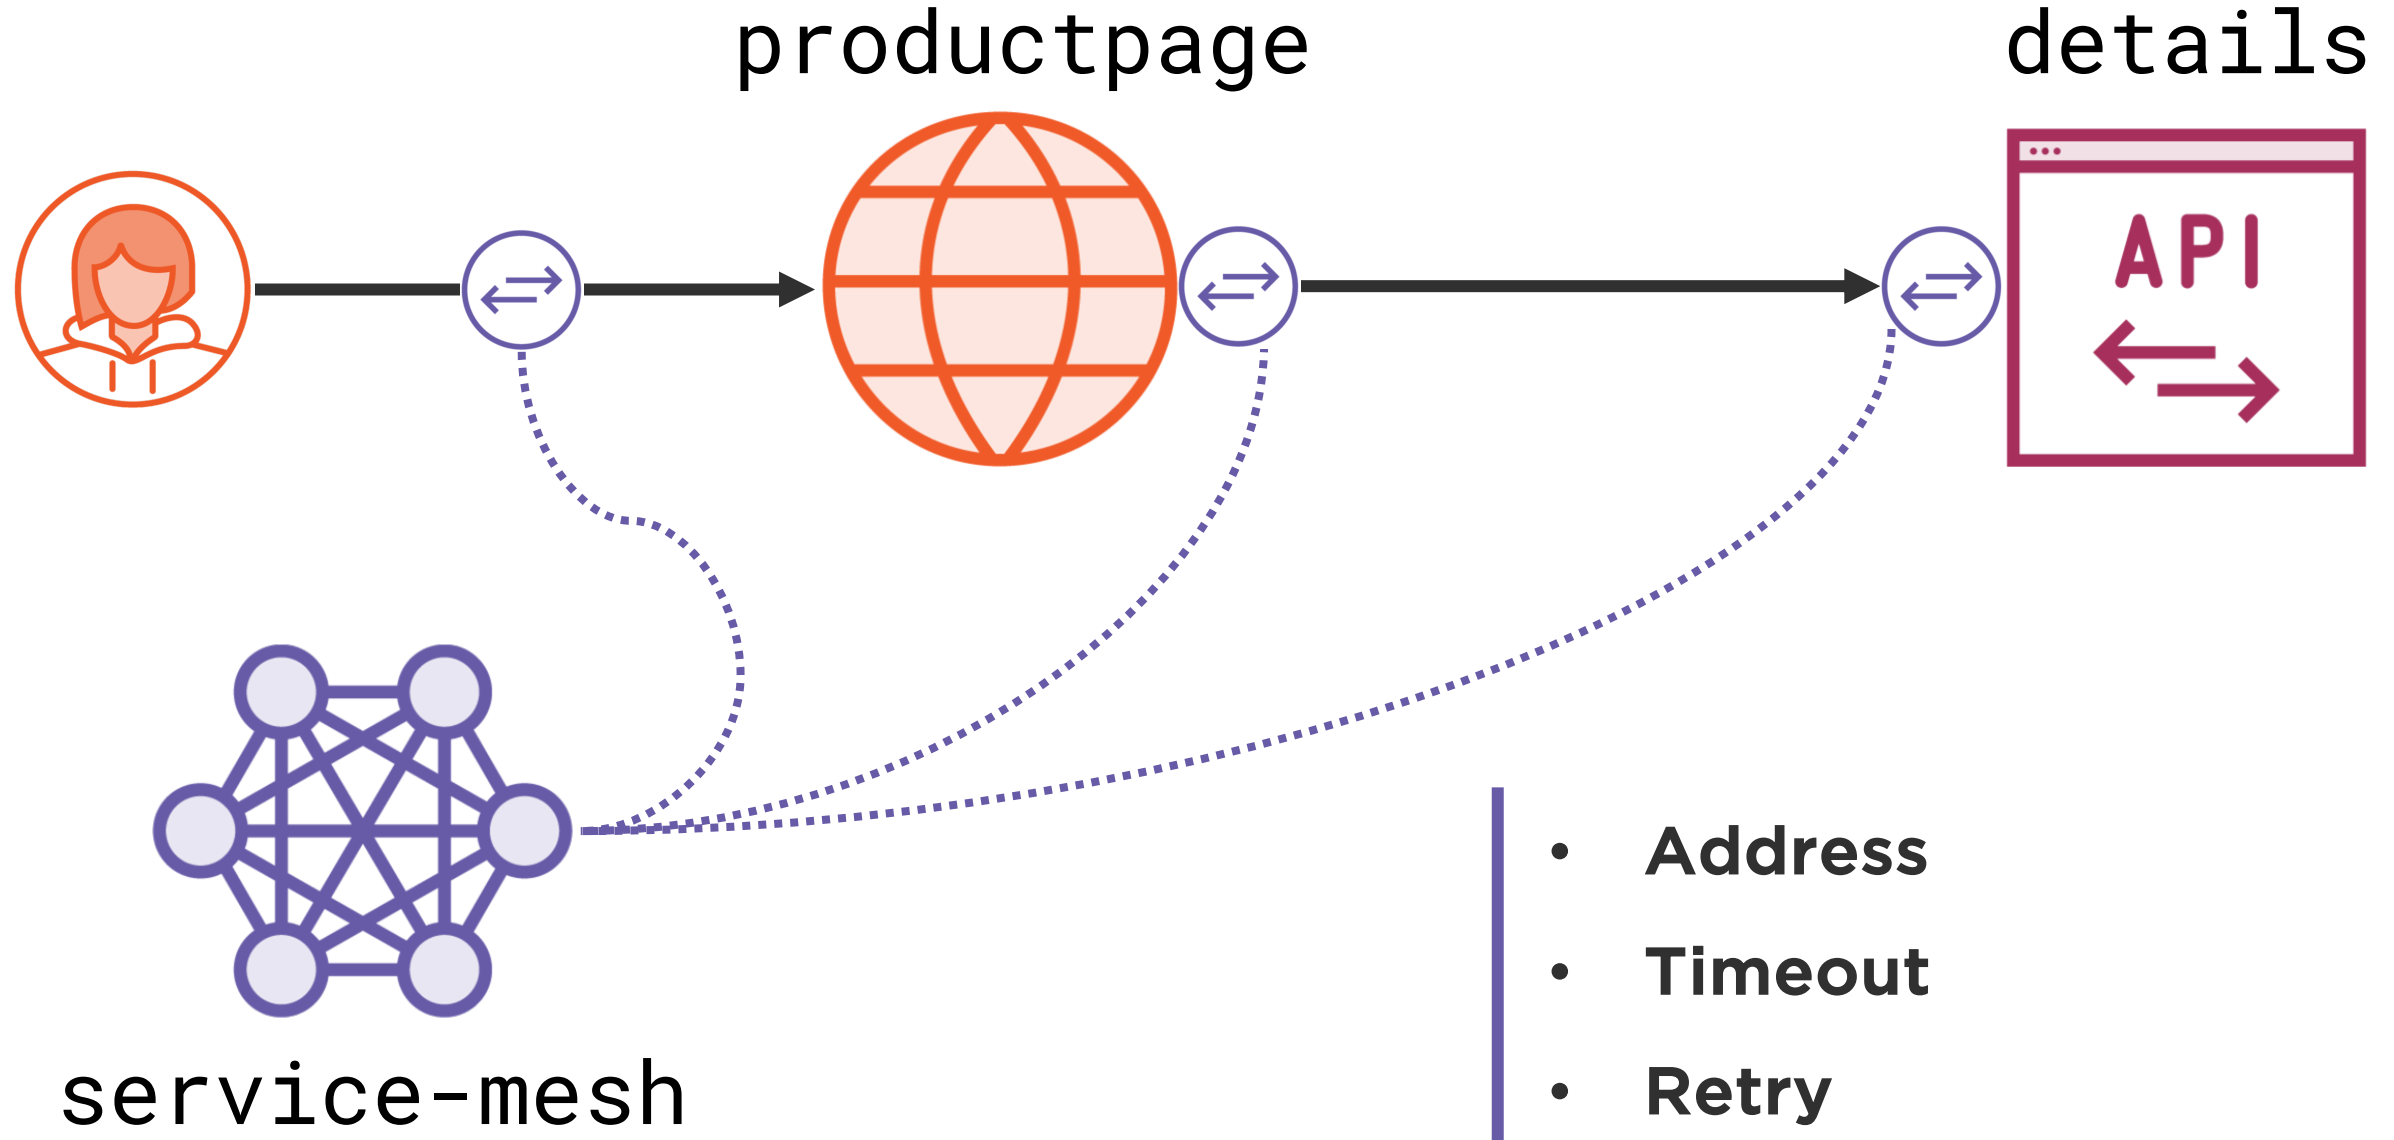 productpage
details
API
service-mesh
• Address
• Timeout
• Retry